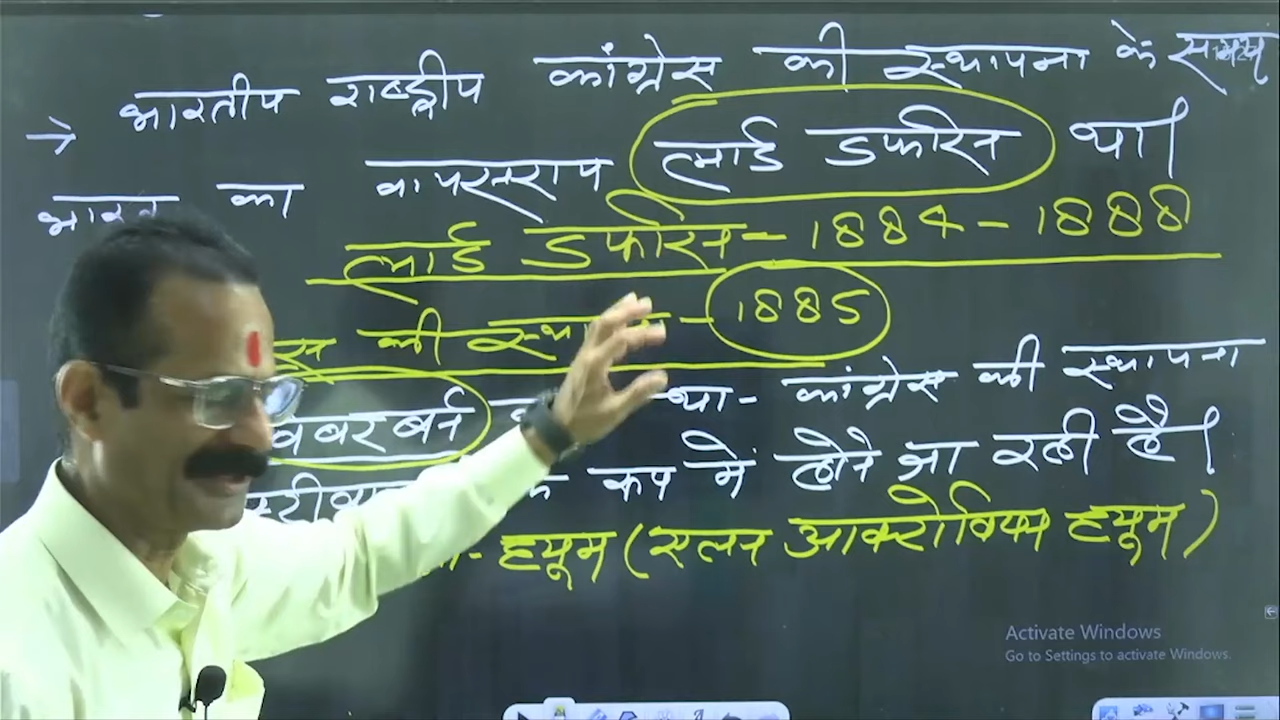 भारतीय राष्ट्रीय कांग्रेस की स्थापना के समय
→ भारत का वायसराय लार्ड डफरिन था।
लार्ड डफरिन - 1884 - 1888
की स्थापना - 1885
वेबरबर्न था - कांग्रेस की स्थापना
के रूप में होने जा रही है।
- ह्यूम (एलन आक्टोवियन ह्यूम)
Activate Windows
Go to Settings to activate Windows.